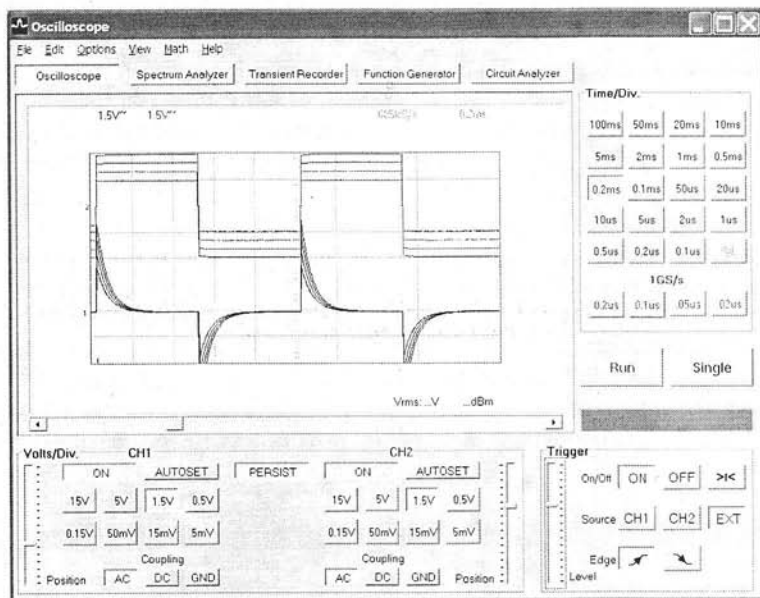 Oscilloscope
File Edit Options View Math Help
Oscilloscope Spectrum Analyzer Transient Recorder Function Generator Circuit Analyzer
1.5V~ 1.5V~
2
1
Vrms: ..V ...dBm
Time/Div.
100ms 50ms 20ms 10ms
5ms 2ms 1ms 0.5ms
0.2ms 0.1ms 50us 20us
10us 5us 2us 1us
0.5us 0.2us 0.1us
1GS/s
0.2us 0.1us .05us .02us
Run Single
Volts/Div. CH1 CH2
ON AUTOSET PERSIST ON AUTOSET
15V 5V 1.5V 0.5V 15V 5V 1.5V 0.5V
0.15V 50mV 15mV 5mV 0.15V 50mV 15mV 5mV
Coupling Coupling
Position AC DC GND AC DC GND Position
Trigger
On/Off ON OFF >I<
Source CH1 CH2 EXT
Edge
Level